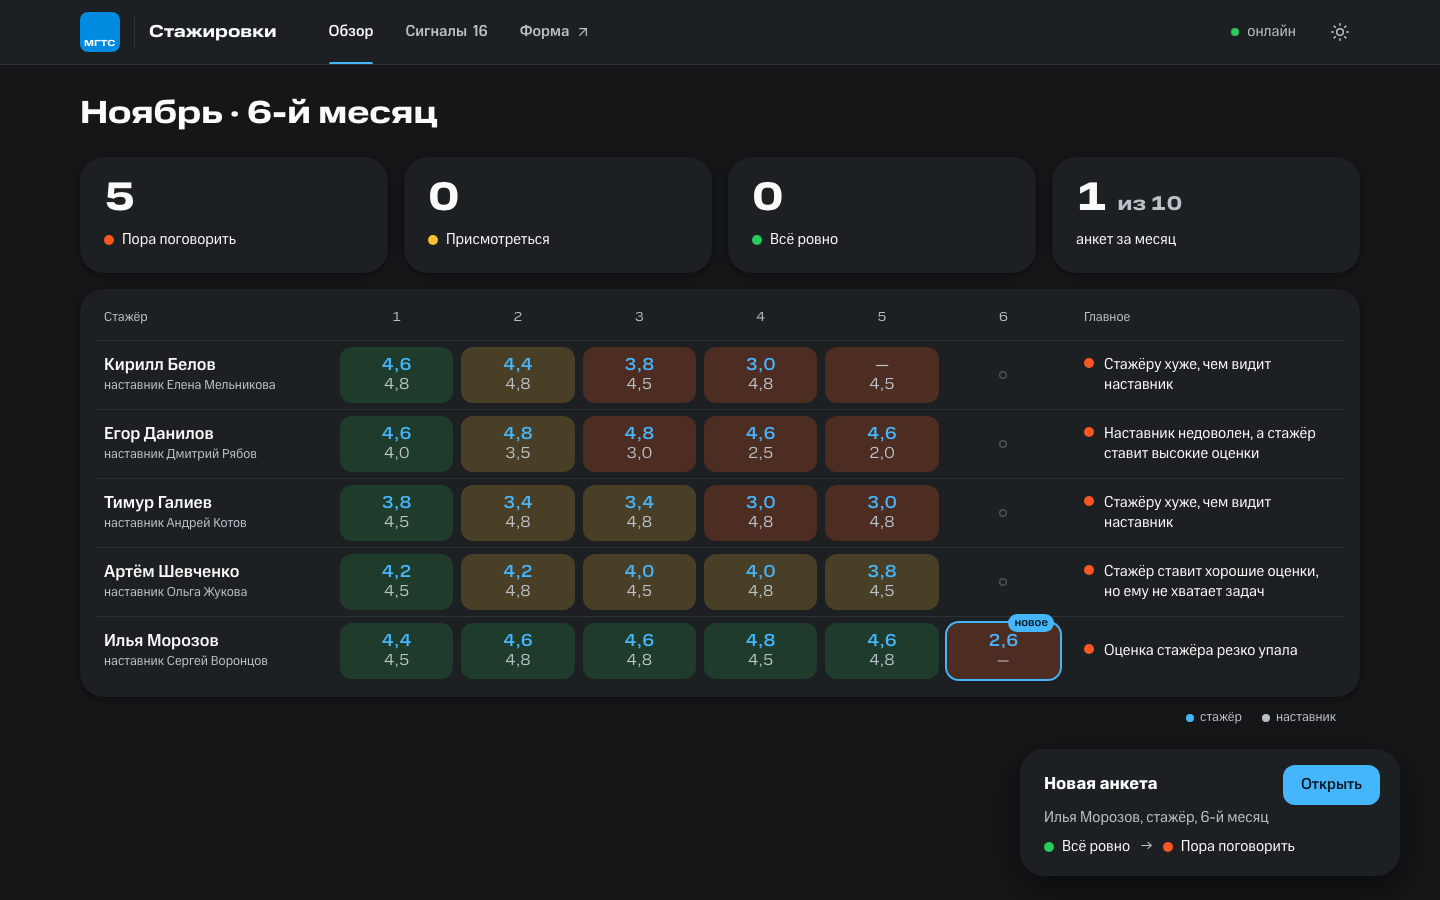 МГТС
Стажировки
Обзор
Сигналы 16
Форма ↗
онлайн
Ноябрь · 6-й месяц
5
Пора поговорить
0
Присмотреться
0
Всё ровно
1 из 10
анкет за месяц
Стажёр 1 2 3 4 5 6 Главное
Кирилл Белов
наставник Елена Мельникова
4,6 4,4 3,8 3,0 —
4,8 4,8 4,5 4,8 4,5
Стажёру хуже, чем видит
наставник
Егор Данилов
наставник Дмитрий Рябов
4,6 4,8 4,8 4,6 4,6
4,0 3,5 3,0 2,5 2,0
Наставник недоволен, а стажёр
ставит высокие оценки
Тимур Галиев
наставник Андрей Котов
3,8 3,4 3,4 3,0 3,0
4,5 4,8 4,8 4,8 4,8
Стажёру хуже, чем видит
наставник
Артём Шевченко
наставник Ольга Жукова
4,2 4,2 4,0 4,0 3,8
4,5 4,8 4,5 4,8 4,5
Стажёр ставит хорошие оценки,
но ему не хватает задач
Илья Морозов
наставник Сергей Воронцов
новое
4,4 4,6 4,6 4,8 4,6 2,6
4,5 4,8 4,8 4,5 4,8 —
Оценка стажёра резко упала
стажёр наставник
Новая анкета
Открыть
Илья Морозов, стажёр, 6-й месяц
Всё ровно → Пора поговорить